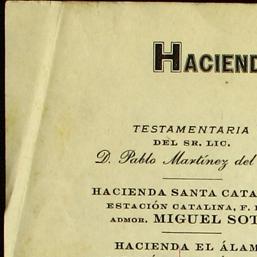 HACIEND
TESTAMENTARIA
DEL SR. LIC.
D. Pablo Martínez del
HACIENDA SANTA CATA
ESTACIÓN CATALINA, F.
ADMOR. MIGUEL SOT
HACIENDA EL ÁLAM